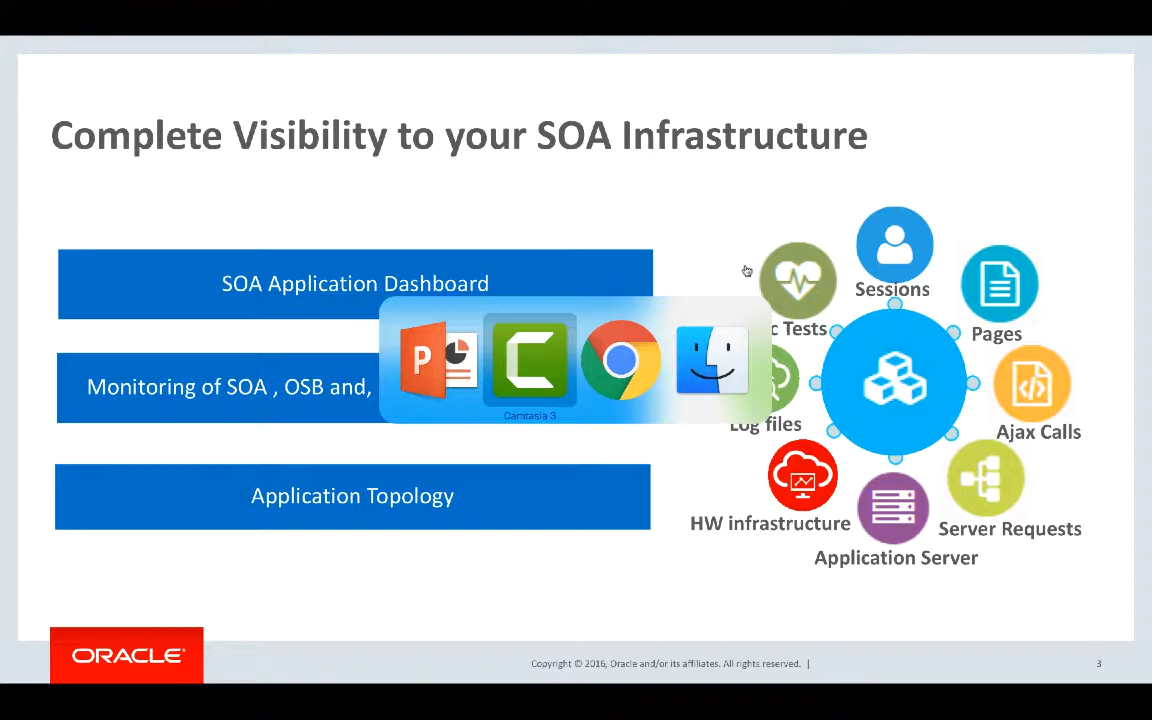 Complete Visibility to your SOA Infrastructure
SOA Application Dashboard
Monitoring of SOA , OSB and,
Application Topology
Sessions
Pages
Tests
Log files
Ajax Calls
HW infrastructure
Server Requests
Application Server
P
Camtasia 3
ORACLE®
Copyright © 2016, Oracle and/or its affiliates. All rights reserved. |
3